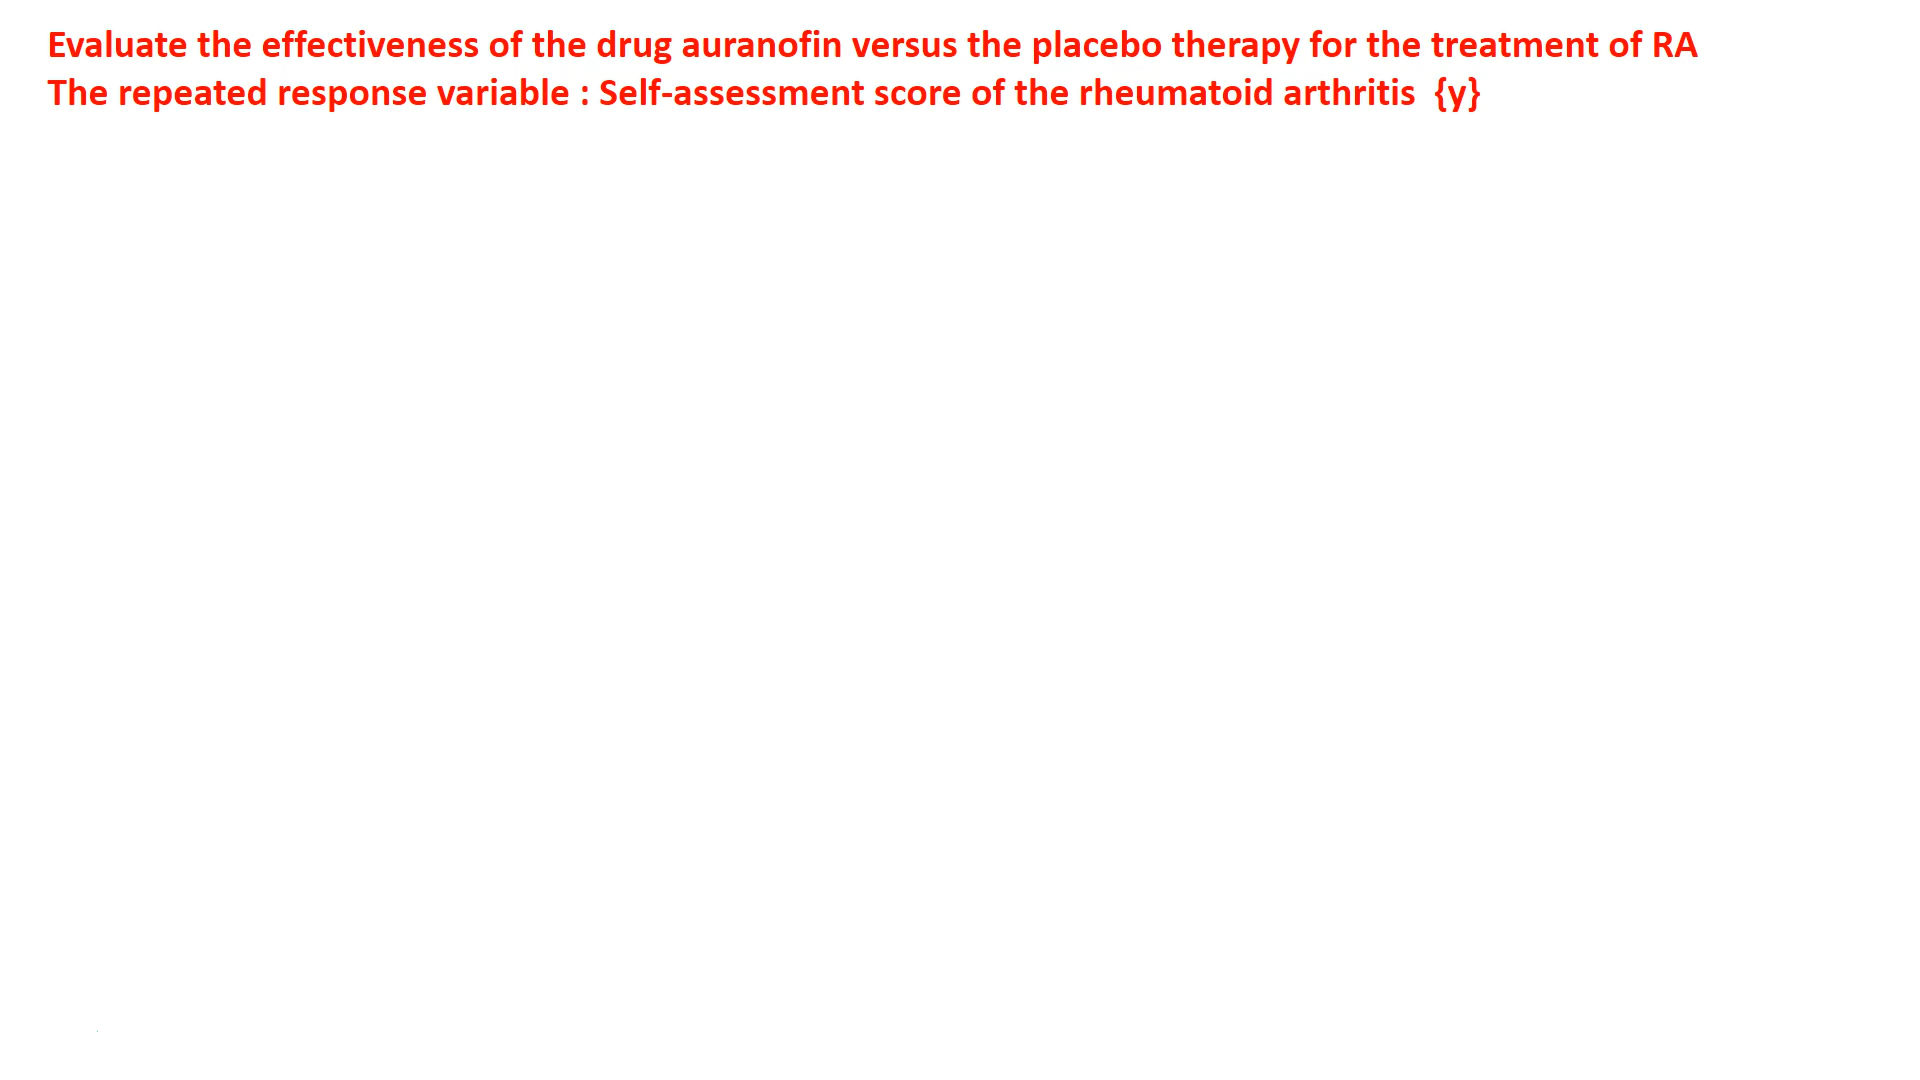 Evaluate the effectiveness of the drug auranofin versus the placebo therapy for the treatment of RA
The repeated response variable : Self-assessment score of the rheumatoid arthritis {y}